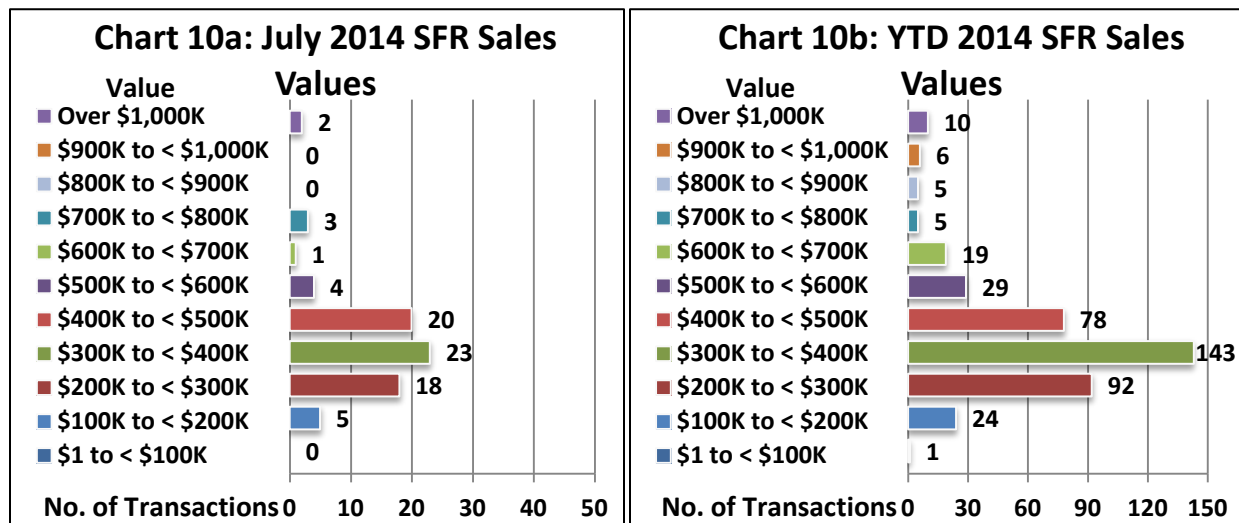 Chart 10a: July 2014 SFR Sales
Values
Value
Over $1,000K 2
$900K to < $1,000K 0
$800K to < $900K 0
$700K to < $800K 3
$600K to < $700K 1
$500K to < $600K 4
$400K to < $500K 20
$300K to < $400K 23
$200K to < $300K 18
$100K to < $200K 5
$1 to < $100K 0
No. of Transactions 0 10 20 30 40 50
Chart 10b: YTD 2014 SFR Sales
Values
Value
Over $1,000K 10
$900K to < $1,000K 6
$800K to < $900K 5
$700K to < $800K 5
$600K to < $700K 19
$500K to < $600K 29
$400K to < $500K 78
$300K to < $400K 143
$200K to < $300K 92
$100K to < $200K 24
$1 to < $100K 1
No. of Transactions 0 30 60 90 120 150